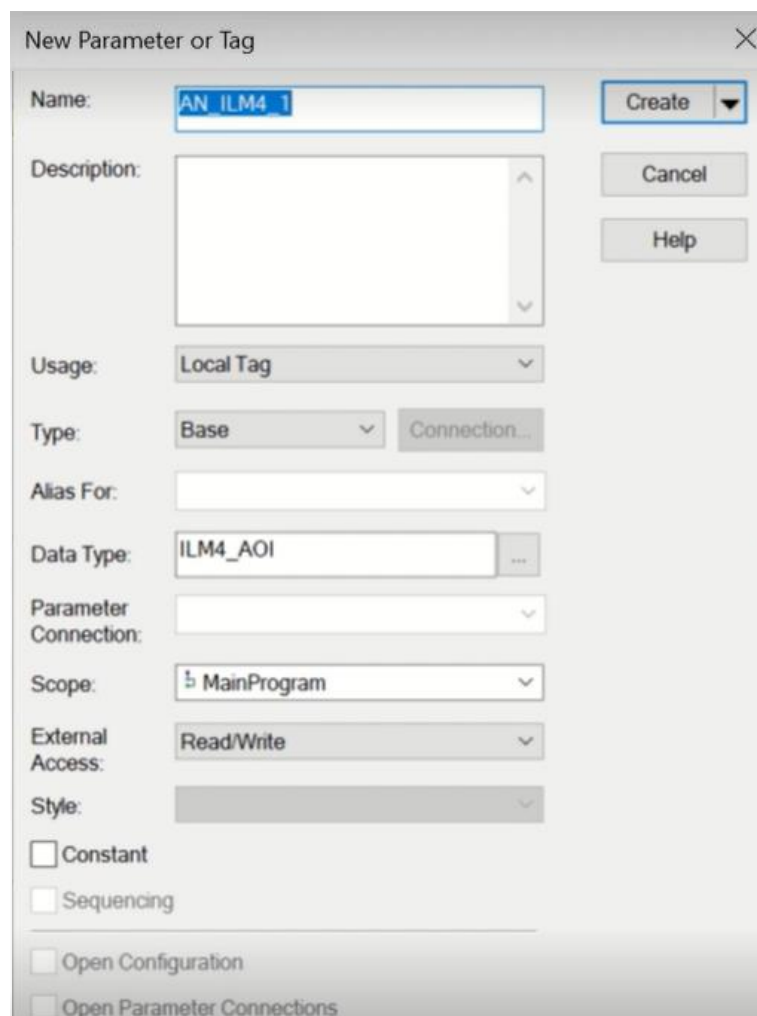 New Parameter or Tag
Name: AN_ILM4_1 Create
Description: Cancel
Help
Usage: Local Tag
Type: Base Connection...
Alias For:
Data Type: ILM4_AOI ...
Parameter
Connection:
Scope: MainProgram
External
Access: Read/Write
Style:
Constant
Sequencing
Open Configuration
Open Parameter Connections